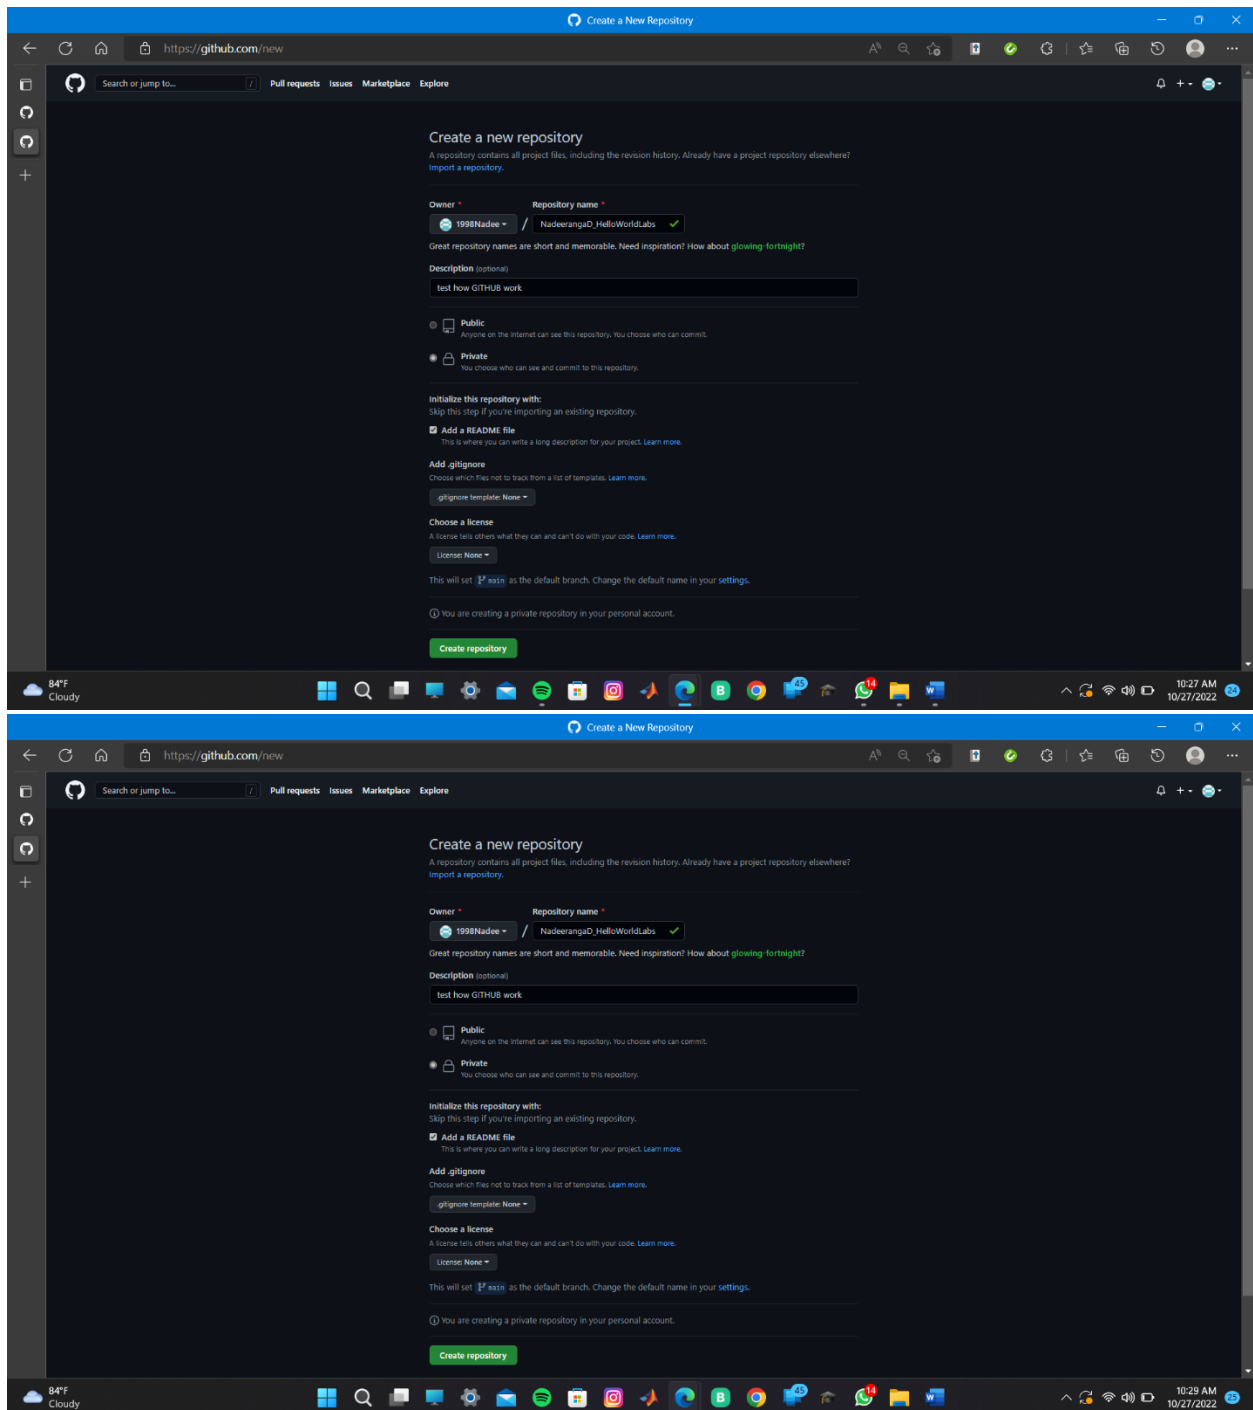 Create a New Repository
https://github.com/new
Search or jump to... / Pull requests Issues Marketplace Explore
Create a new repository
A repository contains all project files, including the revision history. Already have a project repository elsewhere?
Import a repository.
Owner * Repository name *
1998Nadee / NadeerangaD_HelloWorldLabs
Great repository names are short and memorable. Need inspiration? How about glowing-fortnight?
Description (optional)
test how GITHUB work
Public
Anyone on the internet can see this repository. You choose who can commit.
Private
You choose who can see and commit to this repository.
Initialize this repository with:
Skip this step if you're importing an existing repository.
Add a README file
This is where you can write a long description for your project. Learn more.
Add .gitignore
Choose which files not to track from a list of templates. Learn more.
.gitignore template: None
Choose a license
A license tells others what they can and can't do with your code. Learn more.
License: None
This will set main as the default branch. Change the default name in your settings.
You are creating a private repository in your personal account.
Create repository
84°F
Cloudy
45
14
10:27 AM
10/27/2022
24
Create a New Repository
https://github.com/new
Search or jump to... / Pull requests Issues Marketplace Explore
Create a new repository
A repository contains all project files, including the revision history. Already have a project repository elsewhere?
Import a repository.
Owner * Repository name *
1998Nadee / NadeerangaD_HelloWorldLabs
Great repository names are short and memorable. Need inspiration? How about glowing-fortnight?
Description (optional)
test how GITHUB work
Public
Anyone on the internet can see this repository. You choose who can commit.
Private
You choose who can see and commit to this repository.
Initialize this repository with:
Skip this step if you're importing an existing repository.
Add a README file
This is where you can write a long description for your project. Learn more.
Add .gitignore
Choose which files not to track from a list of templates. Learn more.
.gitignore template: None
Choose a license
A license tells others what they can and can't do with your code. Learn more.
License: None
This will set main as the default branch. Change the default name in your settings.
You are creating a private repository in your personal account.
Create repository
84°F
Cloudy
45
14
10:29 AM
10/27/2022
25